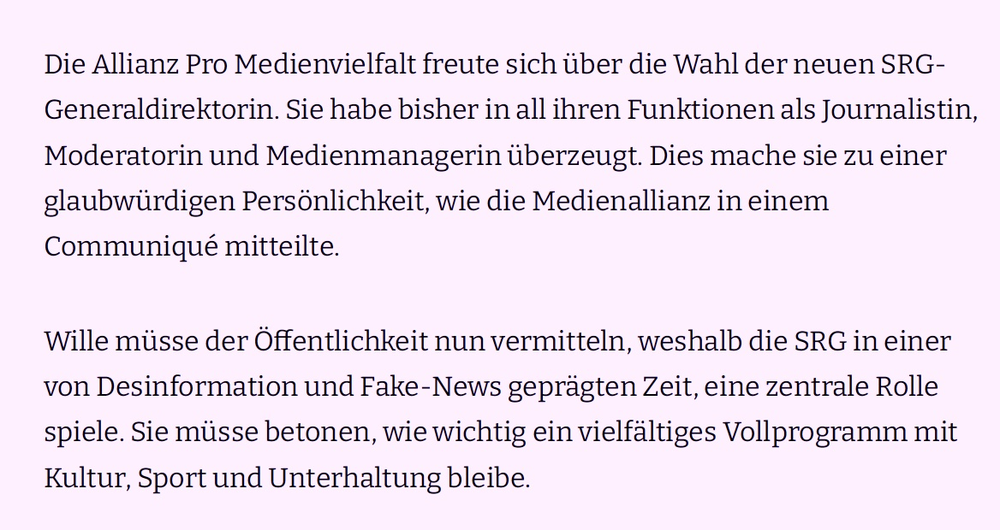 Die Allianz Pro Medienvielfalt freute sich über die Wahl der neuen SRG-
Generaldirektorin. Sie habe bisher in all ihren Funktionen als Journalistin,
Moderatorin und Medienmanagerin überzeugt. Dies mache sie zu einer
glaubwürdigen Persönlichkeit, wie die Medienallianz in einem
Communiqué mitteilte.
Wille müsse der Öffentlichkeit nun vermitteln, weshalb die SRG in einer
von Desinformation und Fake-News geprägten Zeit, eine zentrale Rolle
spiele. Sie müsse betonen, wie wichtig ein vielfältiges Vollprogramm mit
Kultur, Sport und Unterhaltung bleibe.